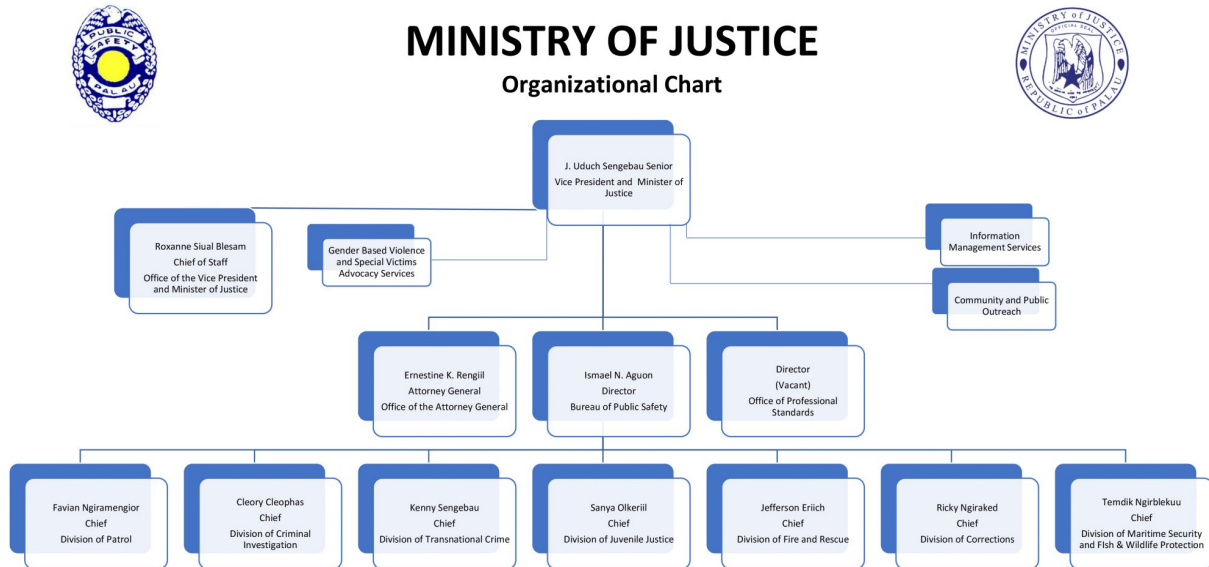 PUBLIC
SAFETY
PALAU
MINISTRY OF JUSTICE
Organizational Chart
MINISTRY of JUSTICE
OFFICIAL SEAL
REPUBLIC of PALAU
J. Uduch Sengebau Senior
Vice President and Minister of
Justice
Roxanne Siual Blesam
Chief of Staff
Office of the Vice President
and Minister of Justice
Gender Based Violence
and Special Victims
Advocacy Services
Information
Management Services
Community and Public
Outreach
Ernestine K. Rengiil
Attorney General
Office of the Attorney General
Ismael N. Aguon
Director
Bureau of Public Safety
Director
(Vacant)
Office of Professional
Standards
Favian Ngiramengior
Chief
Division of Patrol
Cleory Cleophas
Chief
Division of Criminal
Investigation
Kenny Sengebau
Chief
Division of Transnational Crime
Sanya Olkeriil
Chief
Division of Juvenile Justice
Jefferson Eriich
Chief
Division of Fire and Rescue
Ricky Ngiraked
Chief
Division of Corrections
Temdik Ngirblekuu
Chief
Division of Maritime Security
and FIsh & Wildlife Protection